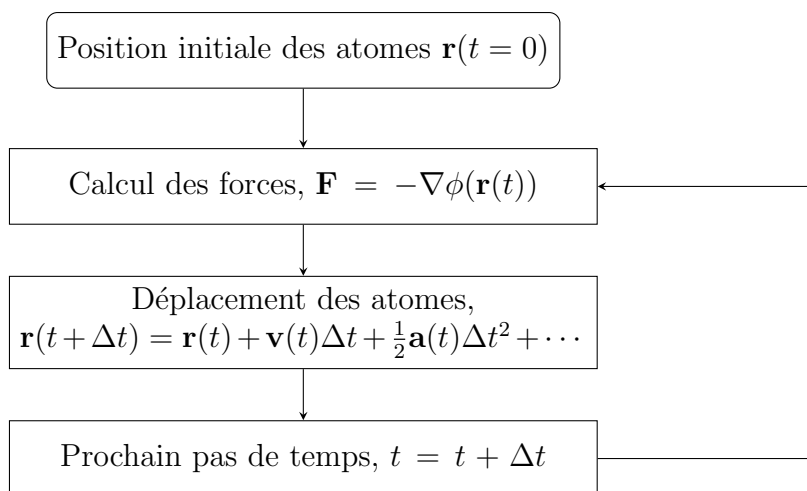 Position initiale des atomes r(t = 0)
Calcul des forces, F = −∇ϕ(r(t))
Déplacement des atomes,
r(t + Δt) = r(t) + v(t)Δt + ½a(t)Δt² + ···
Prochain pas de temps, t = t + Δt